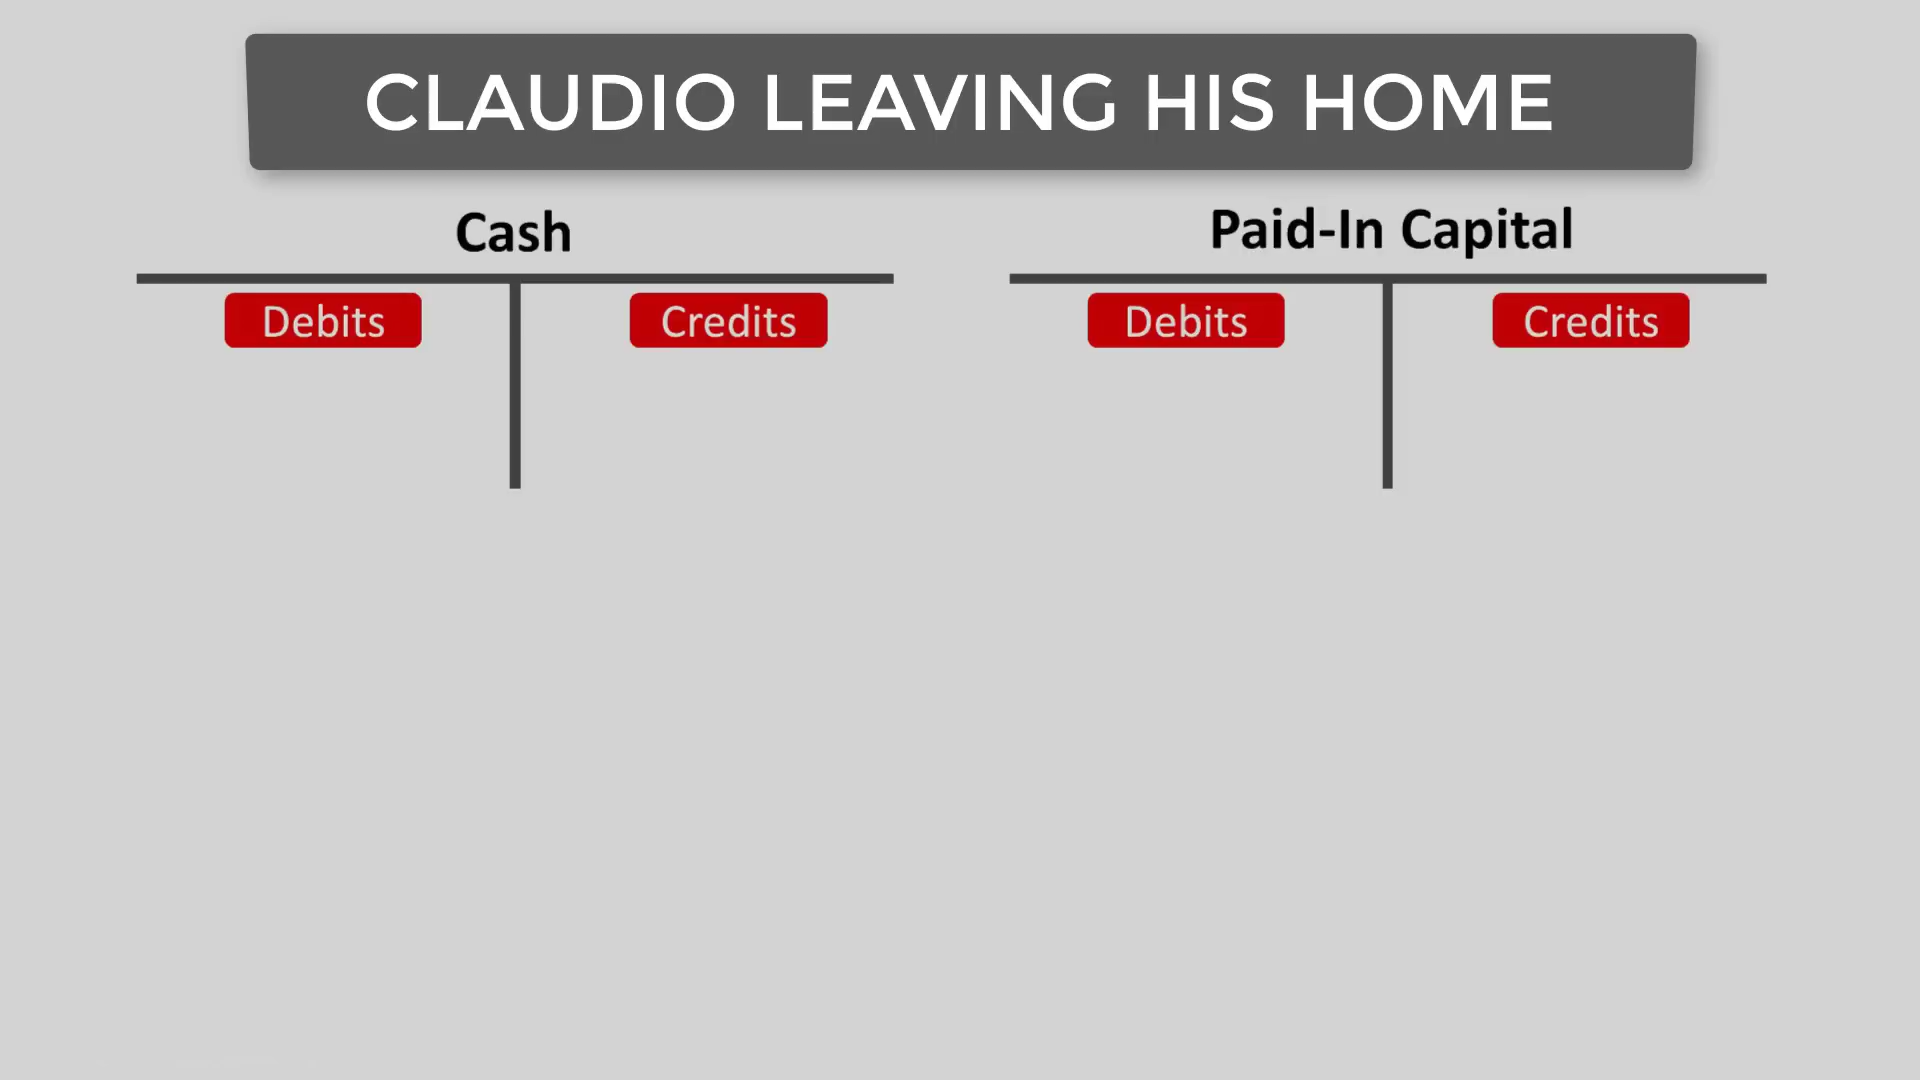 CLAUDIO LEAVING HIS HOME
Cash
Debits Credits
Paid-In Capital
Debits Credits